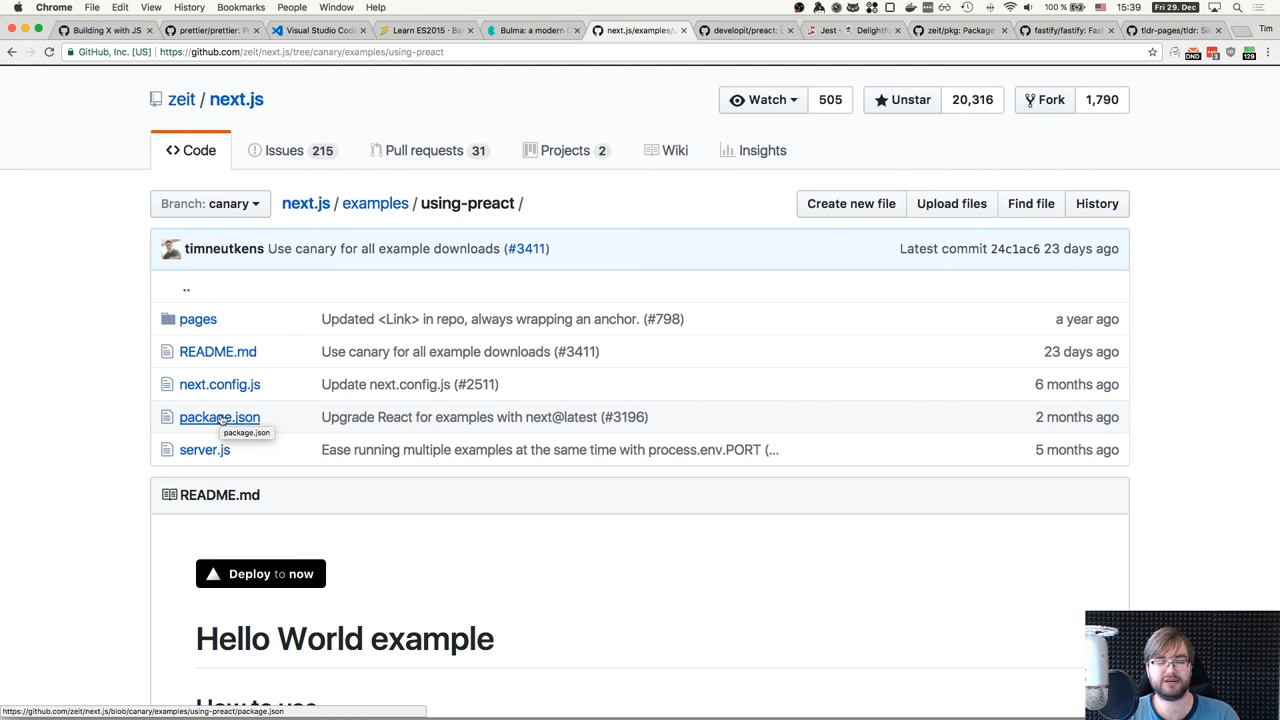 Chrome File Edit View History Bookmarks People Window Help 100 % 15:39 Fri 29. Dec
Building X with JS prettier/prettier: P Visual Studio Cod Learn ES2015 · Ba Bulma: a modern C next.js/examples/u developit/preact: Jest · Delightfu zeit/pkg: Package fastify/fastify: Fas tldr-pages/tldr: Si Tim
GitHub, Inc. [US] https://github.com/zeit/next.js/tree/canary/examples/using-preact
zeit / next.js
Watch 505 Unstar 20,316 Fork 1,790
Code Issues 215 Pull requests 31 Projects 2 Wiki Insights
Branch: canary next.js / examples / using-preact / Create new file Upload files Find file History
timneutkens Use canary for all example downloads (#3411) Latest commit 24c1ac6 23 days ago
..
pages Updated <Link> in repo, always wrapping an anchor. (#798) a year ago
README.md Use canary for all example downloads (#3411) 23 days ago
next.config.js Update next.config.js (#2511) 6 months ago
package.json Upgrade React for examples with next@latest (#3196) 2 months ago
package.json
server.js Ease running multiple examples at the same time with process.env.PORT (... 5 months ago
README.md
Deploy to now
Hello World example
How to use
https://github.com/zeit/next.js/blob/canary/examples/using-preact/package.json